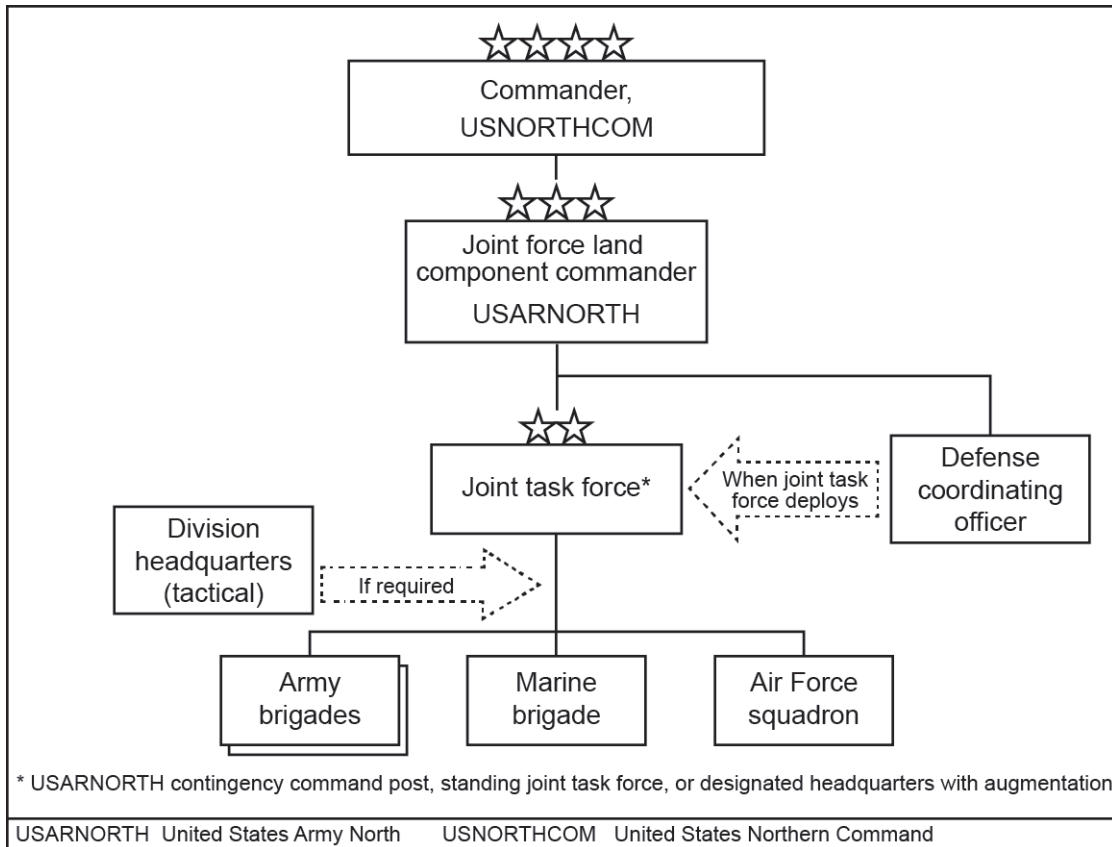 Commander,
USNORTHCOM
Joint force land
component commander
USARNORTH
Joint task force*
When joint task
force deploys
Defense
coordinating
officer
Division
headquarters
(tactical)
If required
Army
brigades
Marine
brigade
Air Force
squadron
* USARNORTH contingency command post, standing joint task force, or designated headquarters with augmentation
USARNORTH United States Army North USNORTHCOM United States Northern Command